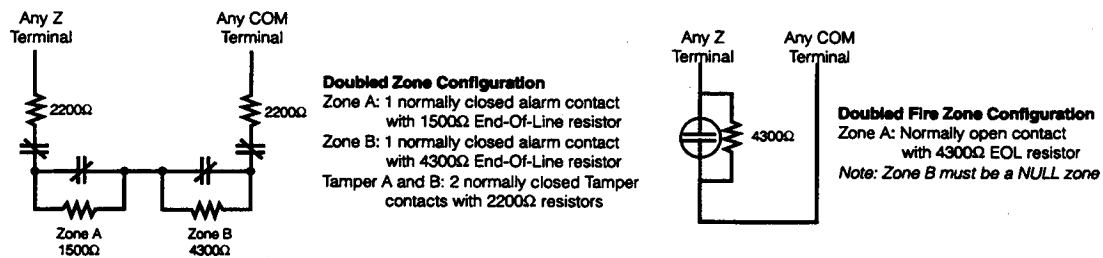 Any Z
Terminal
Any COM
Terminal
2200Ω
2200Ω
Zone A
1500Ω
Zone B
4300Ω
Doubled Zone Configuration
Zone A: 1 normally closed alarm contact
with 1500Ω End-Of-Line resistor
Zone B: 1 normally closed alarm contact
with 4300Ω End-Of-Line resistor
Tamper A and B: 2 normally closed Tamper
contacts with 2200Ω resistors
Any Z
Terminal
Any COM
Terminal
4300Ω
Doubled Fire Zone Configuration
Zone A: Normally open contact
with 4300Ω EOL resistor
Note: Zone B must be a NULL zone